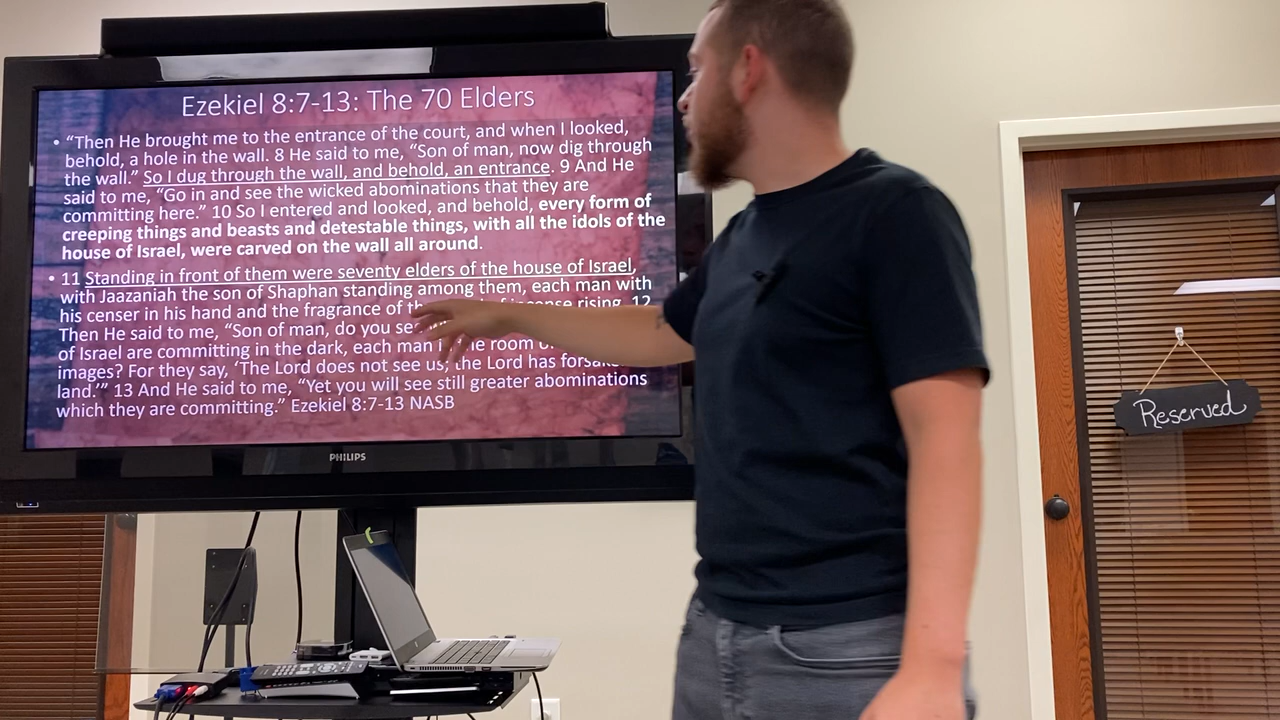 Ezekiel 8:7-13: The 70 Elders
• “Then He brought me to the entrance of the court, and when I looked,
behold, a hole in the wall. 8 He said to me, “Son of man, now dig through
the wall.” So I dug through the wall, and behold, an entrance. 9 And He
said to me, “Go in and see the wicked abominations that they are
committing here.” 10 So I entered and looked, and behold, every form of
creeping things and beasts and detestable things, with all the idols of the
house of Israel, were carved on the wall all around.
• 11 Standing in front of them were seventy elders of the house of Israel,
with Jaazaniah the son of Shaphan standing among them, each man with
his censer in his hand and the fragrance of incense rising. 12
Then He said to me, “Son of man, do you
of Israel are committing in the dark, each man room
images? For they say, ‘The Lord does not see us; the Lord has
land.’” 13 And He said to me, “Yet you will see still greater abominations
which they are committing.” Ezekiel 8:7-13 NASB
PHILIPS
Reserved